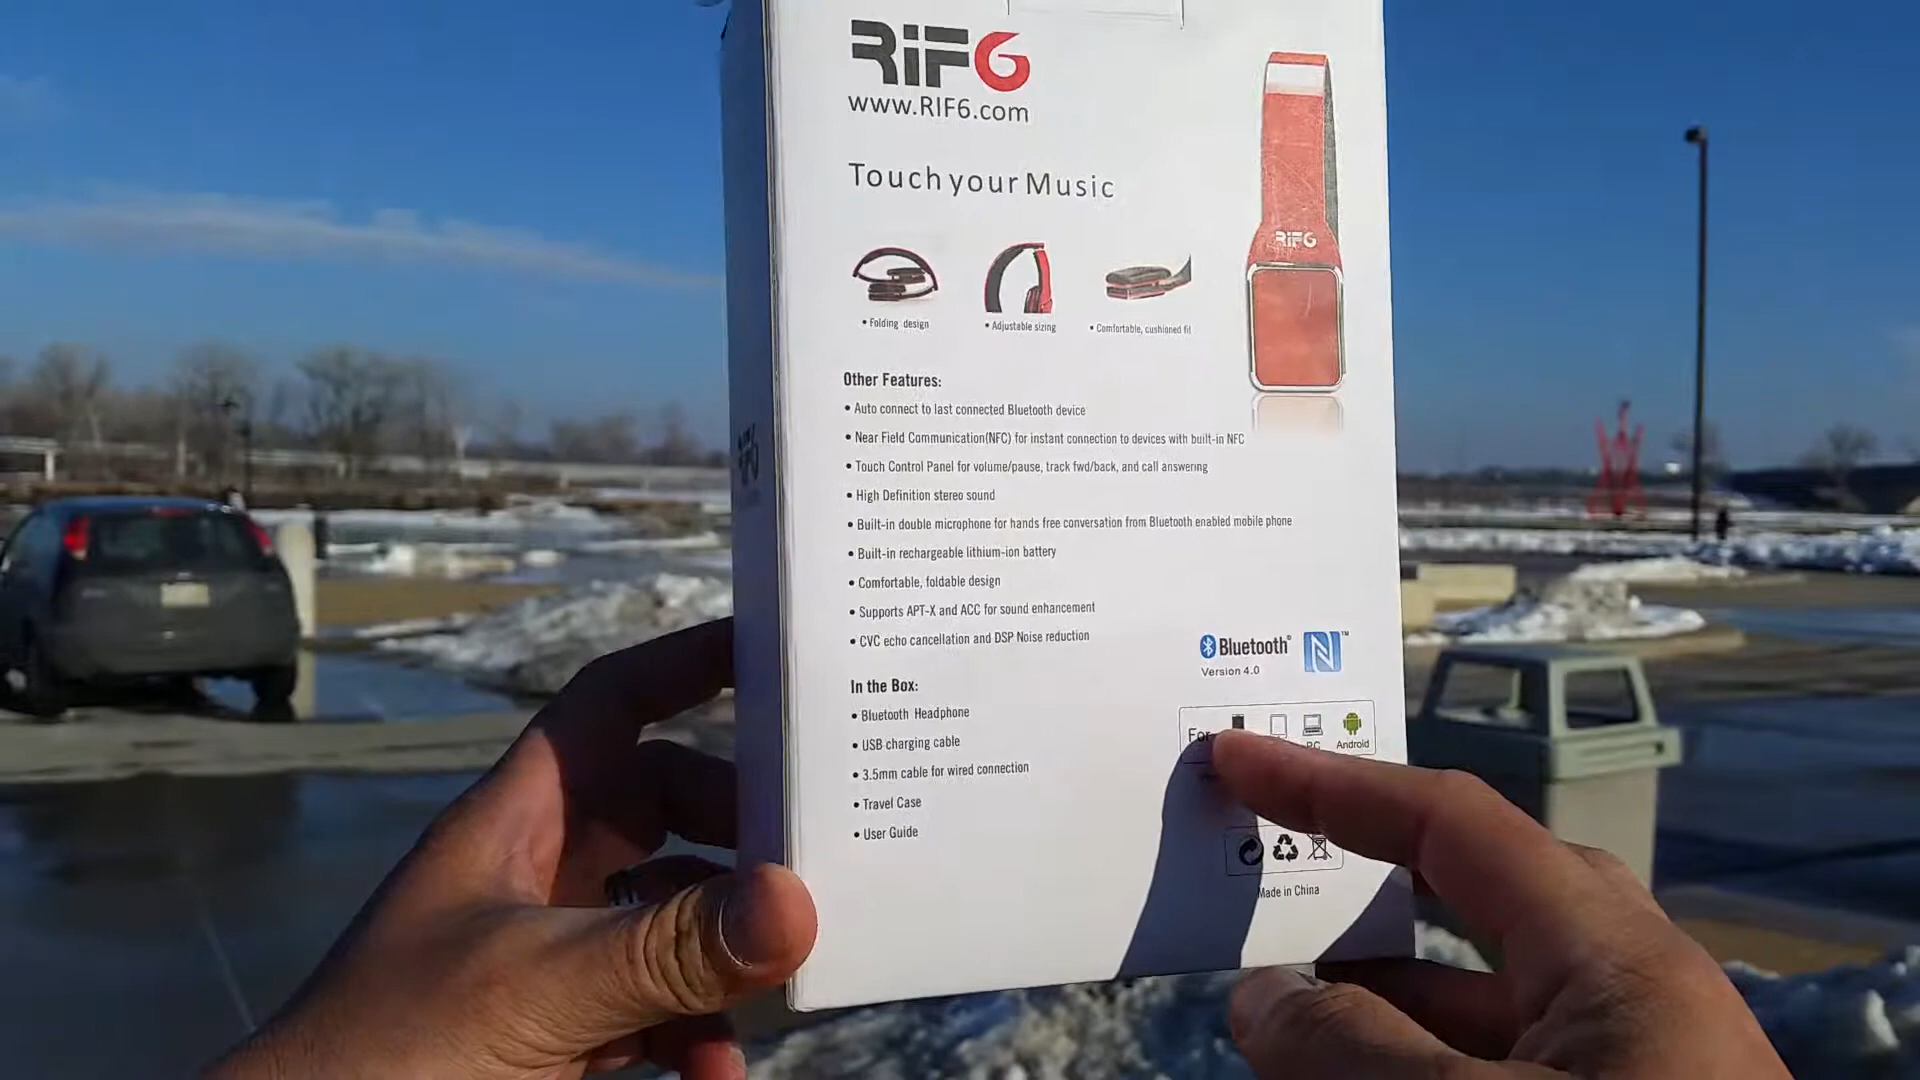 RiF6
www.RIF6.com
Touch your Music
RiF6
• Folding design
• Adjustable sizing
• Comfortable, cushioned fit
Other Features:
• Auto connect to last connected Bluetooth device
• Near Field Communication(NFC) for instant connection to devices with built-in NFC
• Touch Control Panel for volume/pause, track fwd/back, and call answering
• High Definition stereo sound
• Built-in double microphone for hands free conversation from Bluetooth enabled mobile phone
• Built-in rechargeable lithium-ion battery
• Comfortable, foldable design
• Supports APT-X and ACC for sound enhancement
• CVC echo cancellation and DSP Noise reduction
Bluetooth®
Version 4.0
In the Box:
• Bluetooth Headphone
• USB charging cable
• 3.5mm cable for wired connection
• Travel Case
• User Guide
For PC Android
Made in China